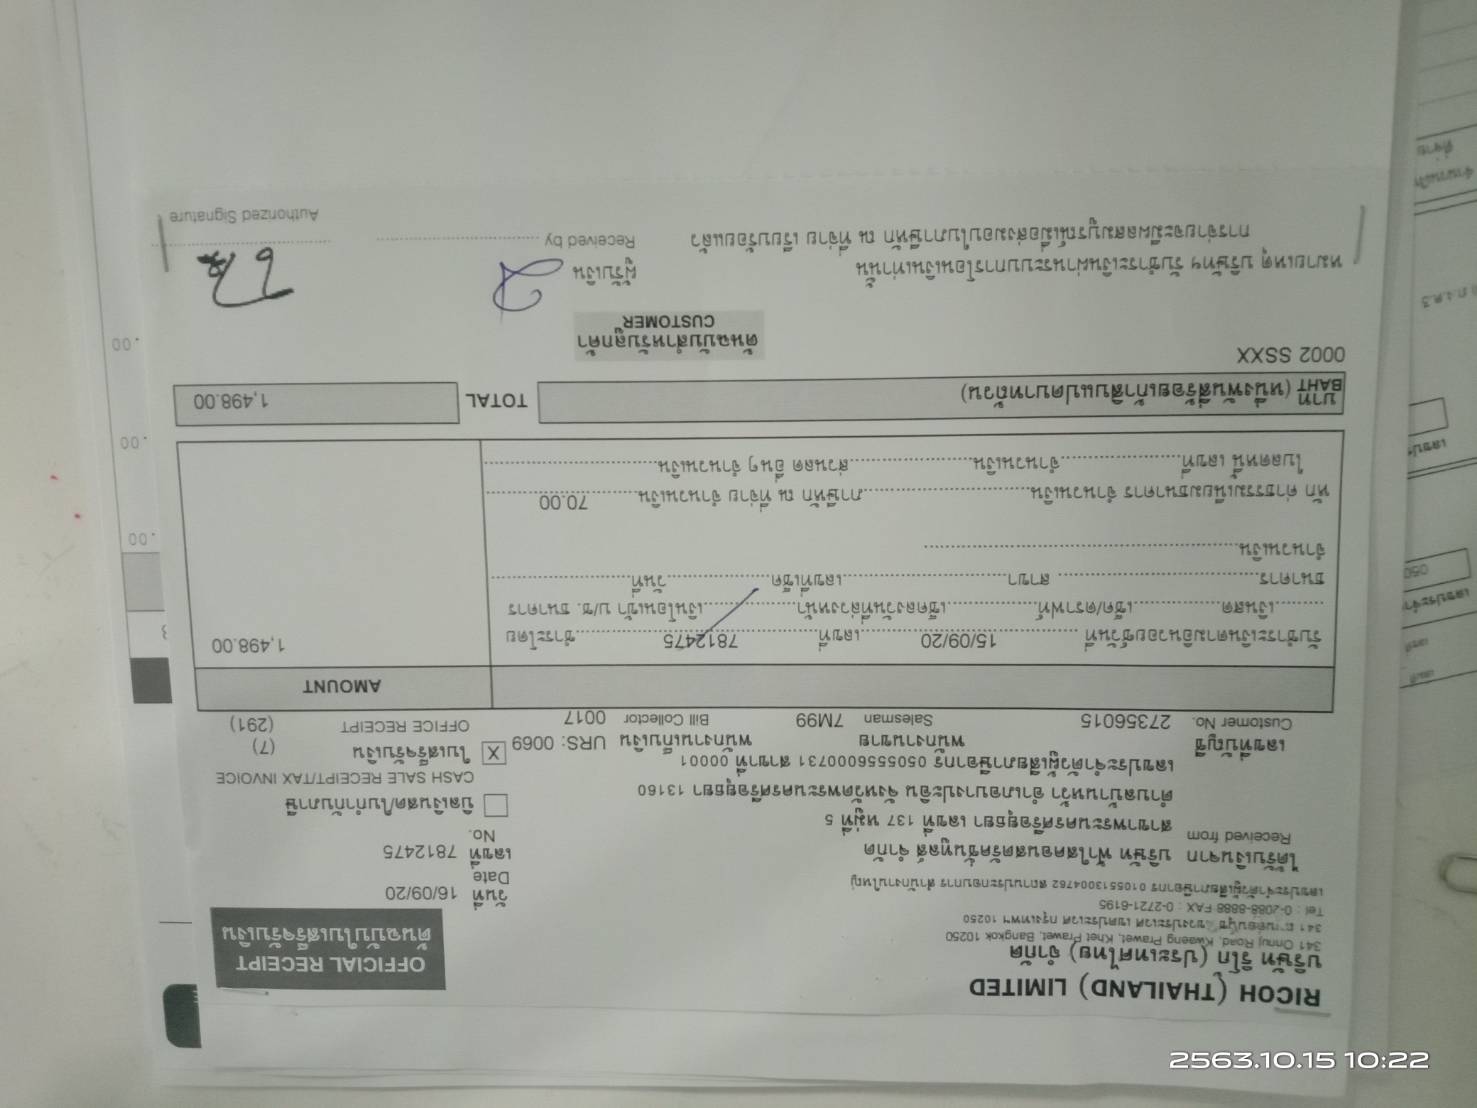 RICOH (THAILAND) LIMITED
บริษัท ริโก้ (ประเทศไทย) จำกัด
341 Onnuj Road, Kwaeng Prawet, Khet Prawet, Bangkok 10250
341 ถ.อ่อนนุช แขวงประเวศ เขตประเวศ กรุงเทพฯ 10250
Tel : 0-2088-8888 FAX : 0-2721-6195
เลขประจำตัวผู้เสียภาษีอากร 0105513004762 สถานประกอบการ สำนักงานใหญ่
OFFICIAL RECEIPT
ต้นฉบับใบเสร็จรับเงิน
วันที่ 16/09/20
Date
เลขที่ 7812475
No.
ได้รับเงินจาก บริษัท ฟ้าใสคอนสตรัคชั่นทูลส์ จำกัด
Received from สาขาพระนครศรีอยุธยา เลขที่ 137 หมู่ที่ 5
ตำบลบ้านหว้า อำเภอบางปะอิน จังหวัดพระนครศรีอยุธยา 13160
เลขประจำตัวผู้เสียภาษีอากร 0505556000731 สาขาที่ 00001
บิลเงินสด/ใบกำกับภาษี
CASH SALE RECEIPT/TAX INVOICE
X ใบเสร็จรับเงิน (7)
OFFICE RECEIPT (291)
เลขที่บัญชี พนักงานขาย พนักงานเก็บเงิน URS: 0069
Customer No. 27356015 Salesman 7M99 Bill Collector 0017
AMOUNT
รับชำระเงินตามอินวอยซ์วันที่ 15/09/20 เลขที่ 7812475 ชำระโดย 1,498.00
เงินสด เช็ค/ดราฟท์ เช็คลงวันที่ล่วงหน้า เงินโอนเข้า บ/ช. ธนาคาร
ธนาคาร สาขา เลขที่เช็ค วันที่
จำนวนเงิน
หัก ค่าธรรมเนียมธนาคาร จำนวนเงิน ภาษีหัก ณ ที่จ่าย จำนวนเงิน 70.00
ใบลดหนี้ เลขที่ จำนวนเงิน ส่วนลด อื่นๆ จำนวนเงิน
บาท (หนึ่งพันสี่ร้อยเก้าสิบแปดบาทถ้วน) TOTAL 1,498.00
BAHT
0002 SSXX
ต้นฉบับสำหรับลูกค้า
CUSTOMER
หมายเหตุ บริษัทฯ รับชำระเงินผ่านระบบการโอนเงินเท่านั้น
การจ่ายจะมีผลสมบูรณ์เมื่อส่งมอบใบภาษีหัก ณ ที่จ่าย เรียบร้อยแล้ว
ผู้รับเงิน
Received by
Authorized Signature
2563.10.15 10:22